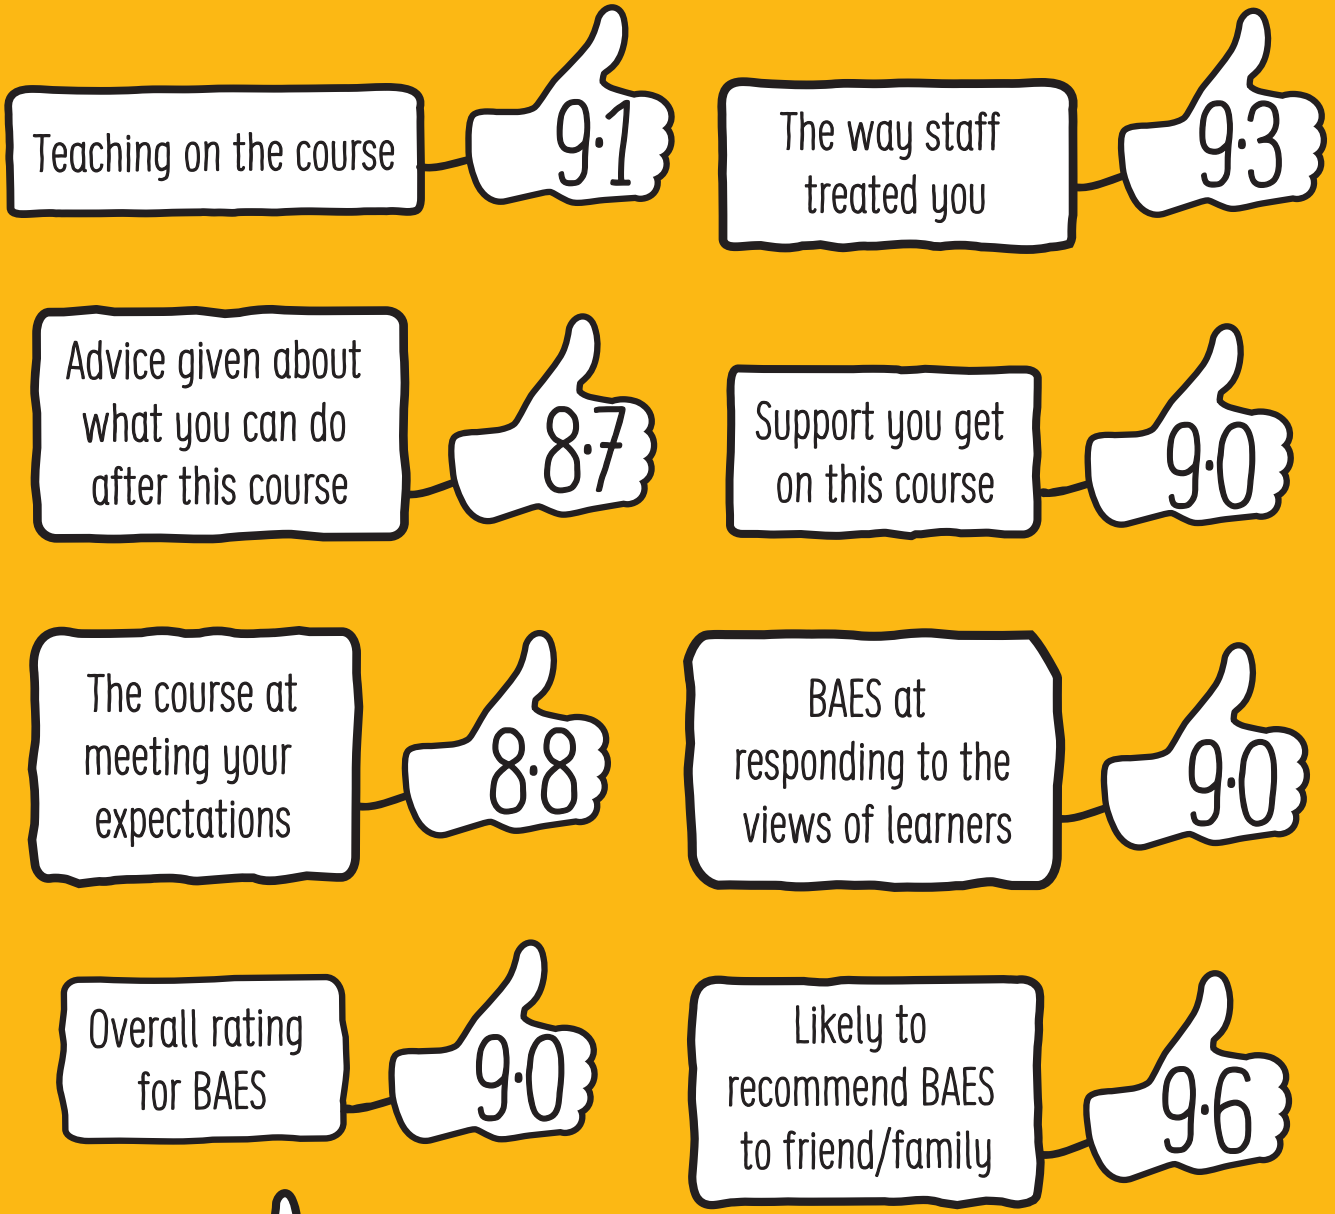 Teaching on the course
9.1
The way staff
treated you
9.3
Advice given about
what you can do
after this course
8.7
Support you get
on this course
9.0
The course at
meeting your
expectations
8.8
BAES at
responding to the
views of learners
9.0
Overall rating
for BAES
9.0
Likely to
recommend BAES
to friend/family
9.6